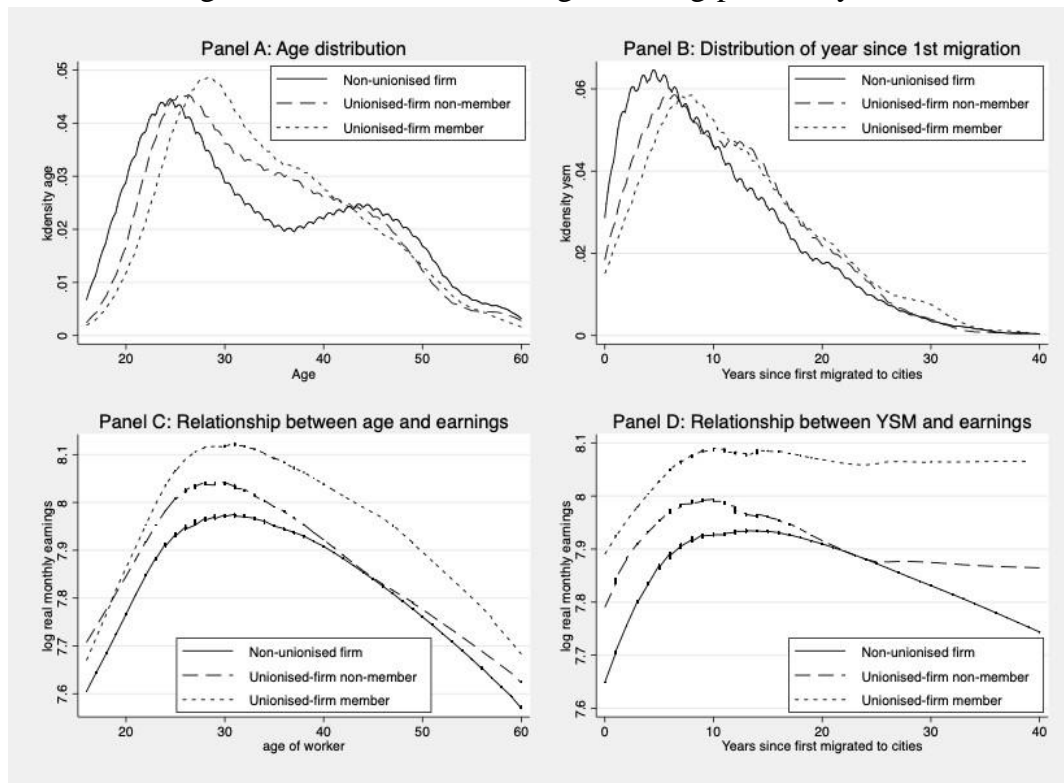 Panel A: Age distribution
kdensity age
0 .01 .02 .03 .04 .05
Non-unionised firm
Unionised-firm non-member
Unionised-firm member
20 30 40 50 60
Age
Panel B: Distribution of year since 1st migration
kdensity ysm
0 .02 .04 .06
Non-unionised firm
Unionised-firm non-member
Unionised-firm member
0 10 20 30 40
Years since first migrated to cities
Panel C: Relationship between age and earnings
log real monthly earnings
7.6 7.7 7.8 7.9 8 8.1
Non-unionised firm
Unionised-firm non-member
Unionised-firm member
20 30 40 50 60
age of worker
Panel D: Relationship between YSM and earnings
log real monthly earnings
7.6 7.7 7.8 7.9 8 8.1
Non-unionised firm
Unionised-firm non-member
Unionised-firm member
0 10 20 30 40
Years since first migrated to cities